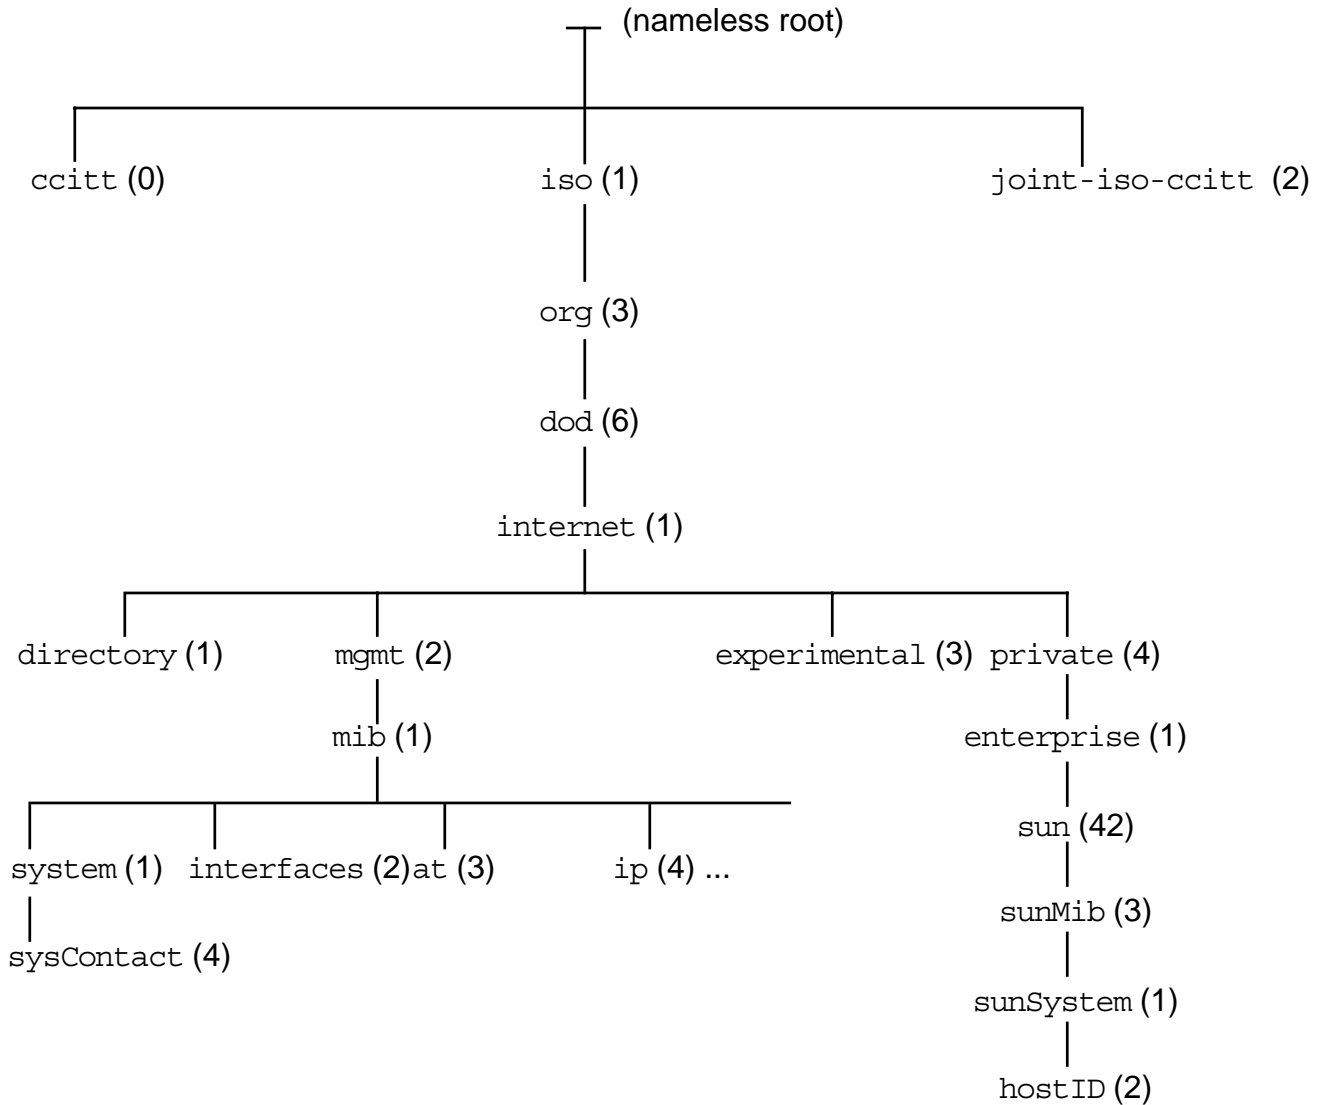 (nameless root)
ccitt (0) iso (1) joint-iso-ccitt (2)
org (3)
dod (6)
internet (1)
directory (1) mgmt (2) experimental (3) private (4)
mib (1) enterprise (1)
sun (42)
system (1) interfaces (2) at (3) ip (4) ...
sunMib (3)
sysContact (4)
sunSystem (1)
hostID (2)